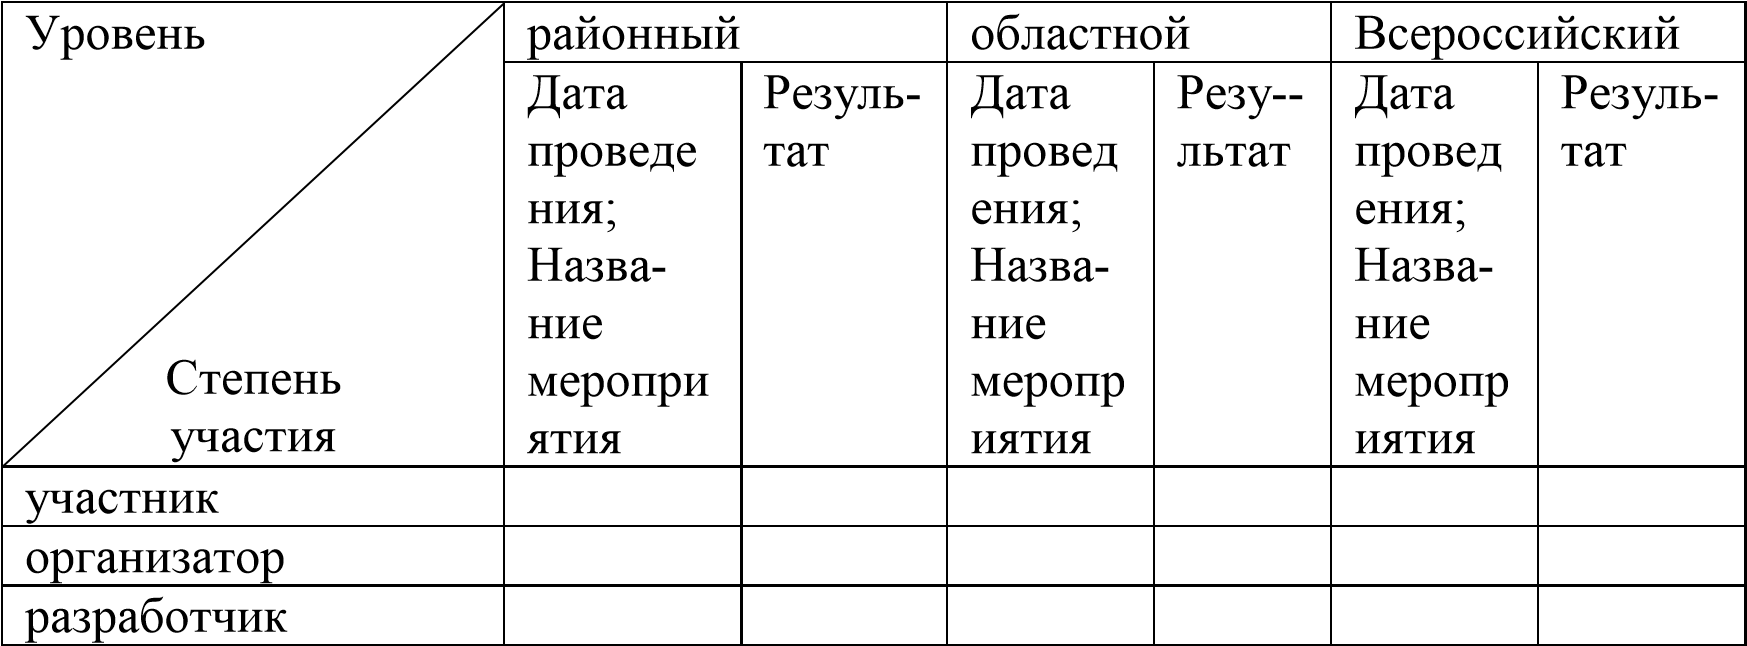 Уровень
Степень
участия
районный
областной
Всероссийский
Дата
проведе
ния;
Назва-
ние
меропри
ятия
Резуль-
тат
Дата
провед
ения;
Назва-
ние
меропр
иятия
Резу--
льтат
Дата
провед
ения;
Назва-
ние
меропр
иятия
Резуль-
тат
участник
организатор
разработчик